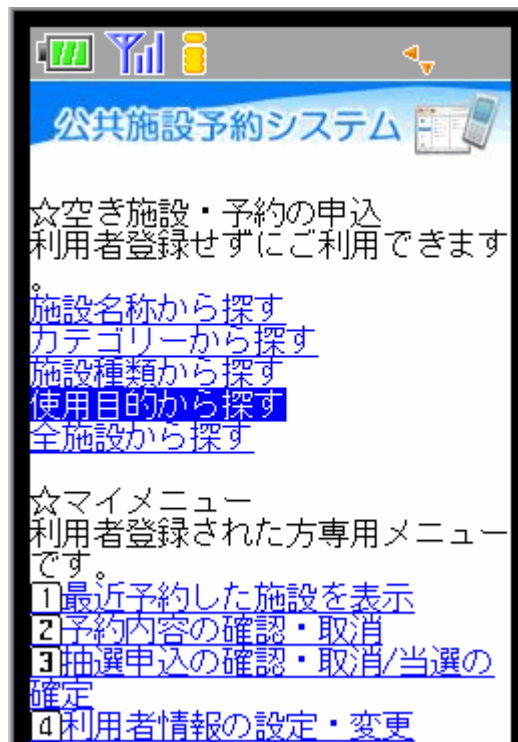 公共施設予約システム
☆空き施設・予約の申込
利用者登録せずにご利用できます
。
施設名称から探す
カテゴリーから探す
施設種類から探す
使用目的から探す
全施設から探す
☆マイメニュー
利用者登録された方専用メニュー
です。
1最近予約した施設を表示
2予約内容の確認・取消
3抽選申込の確認・取消/当選の
確定
4利用者情報の設定・変更